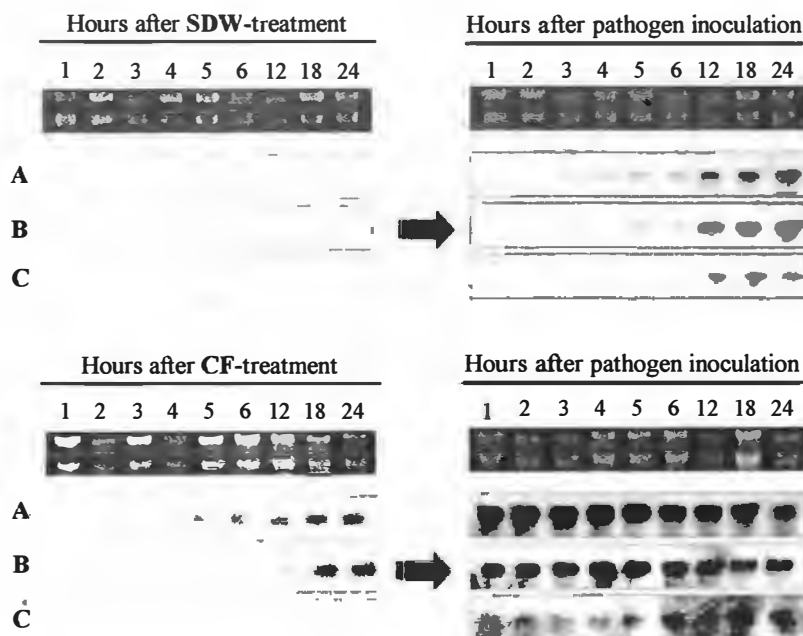 Hours after SDW-treatment
1 2 3 4 5 6 12 18 24
Hours after pathogen inoculation
1 2 3 4 5 6 12 18 24
A
B
C
Hours after CF-treatment
1 2 3 4 5 6 12 18 24
Hours after pathogen inoculation
1 2 3 4 5 6 12 18 24
A
B
C